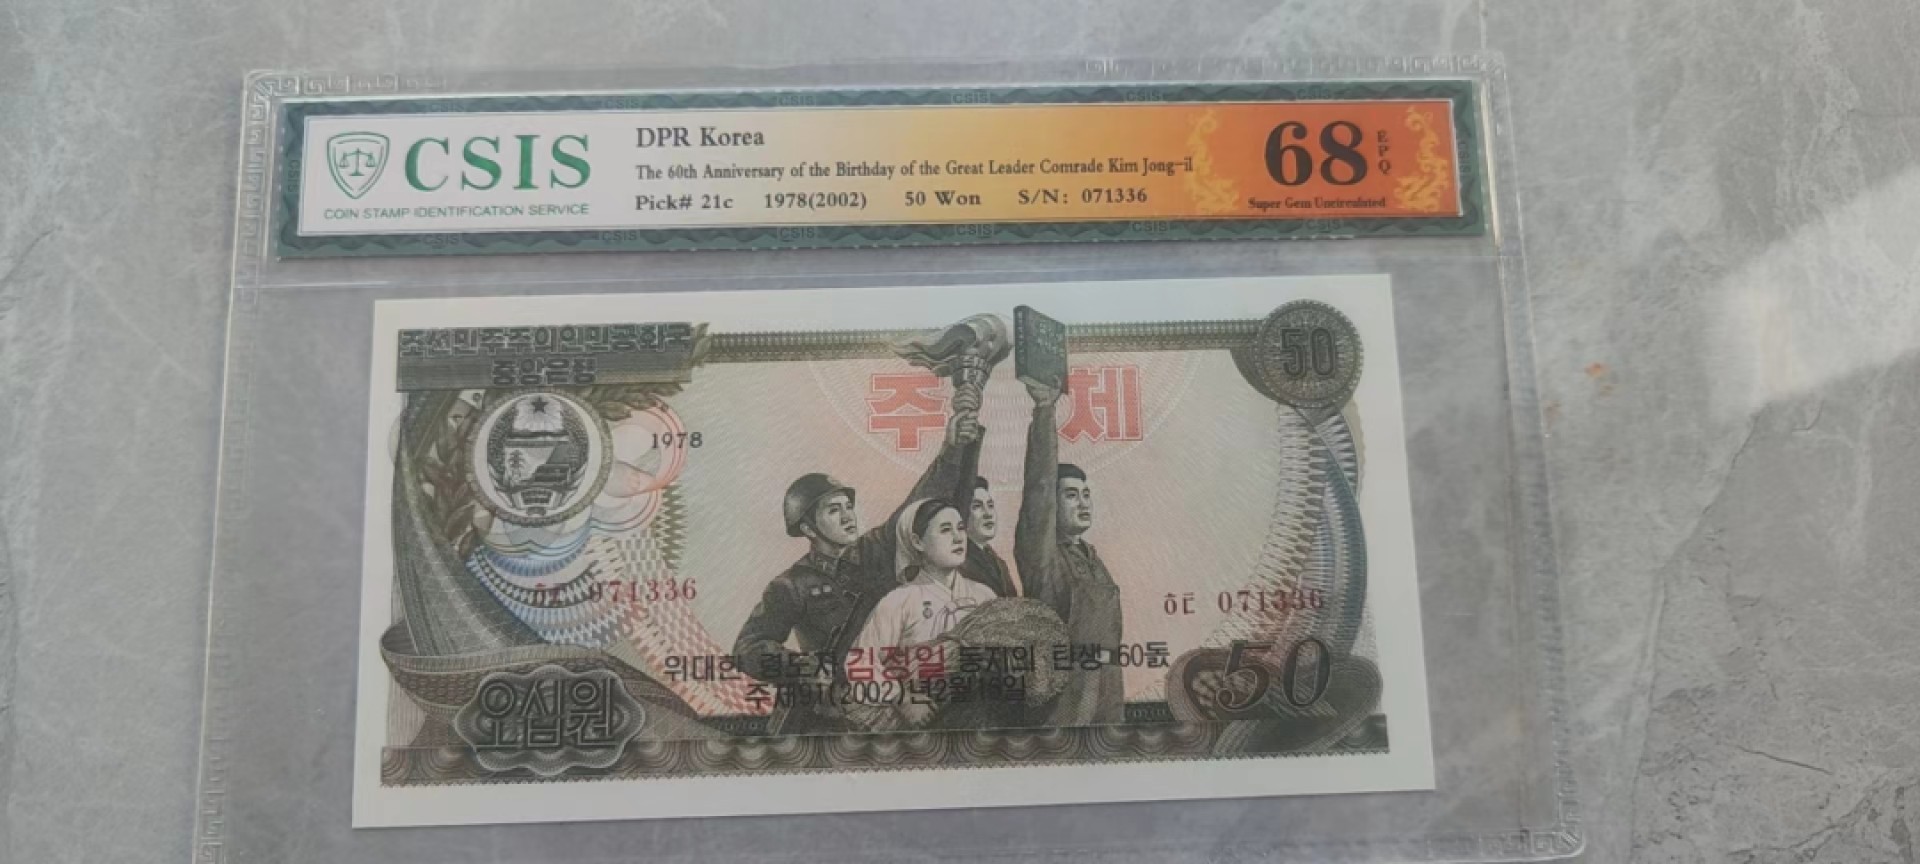 CSIS
COIN STAMP IDENTIFICATION SERVICE
DPR Korea
The 60th Anniversary of the Birthday of the Great Leader Comrade Kim Jong-il
Pick# 21c 1978(2002) 50 Won S/N: 071336
68 EPQ
Super Gem Uncirculated
조선민주주의인민공화국
중앙은행
50
주체
1978
071336
ㅎㄷ 071336
위대한 령도자 김정일 동지의 탄생 60돐
주체91(2002)년2월16일
오십원
50